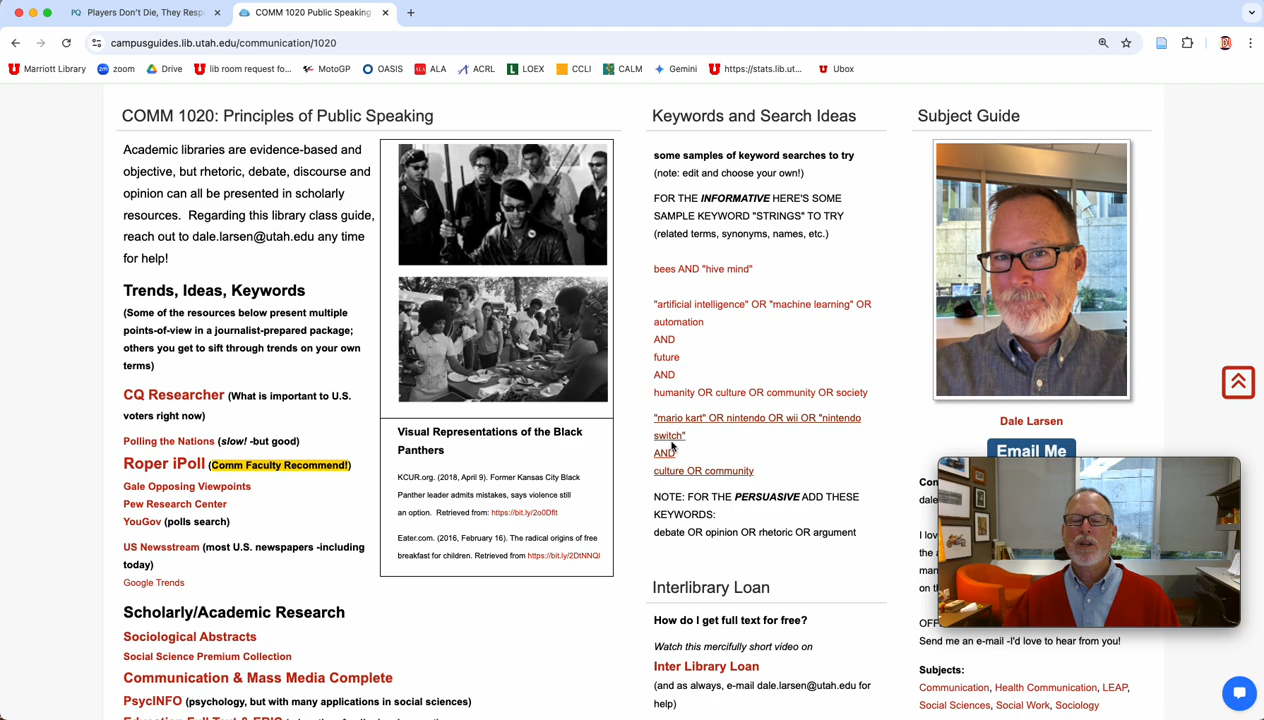 Players Don't Die, They Resp
COMM 1020 Public Speaking
campusguides.lib.utah.edu/communication/1020
Marriott Library
zoom
Drive
lib room request fo...
MotoGP
OASIS
ALA
ACRL
LOEX
CCLI
CALM
Gemini
https://stats.lib.ut...
Ubox
COMM 1020: Principles of Public Speaking
Academic libraries are evidence-based and
objective, but rhetoric, debate, discourse and
opinion can all be presented in scholarly
resources.  Regarding this library class guide,
reach out to dale.larsen@utah.edu any time
for help!
Trends, Ideas, Keywords
(Some of the resources below present multiple
points-of-view in a journalist-prepared package;
others you get to sift through trends on your own
terms)
CQ Researcher (What is important to U.S.
voters right now)
Polling the Nations (slow! -but good)
Roper iPoll (Comm Faculty Recommend!)
Gale Opposing Viewpoints
Pew Research Center
YouGov (polls search)
US Newsstream (most U.S. newspapers -including
today)
Google Trends
Scholarly/Academic Research
Sociological Abstracts
Social Science Premium Collection
Communication & Mass Media Complete
PsycINFO (psychology, but with many applications in social sciences)
Visual Representations of the Black
Panthers
KCUR.org. (2018, April 9). Former Kansas City Black
Panther leader admits mistakes, says violence still
an option.  Retrieved from: https://bit.ly/2o0Dflt
Eater.com. (2016, February 16). The radical origins of free
breakfast for children. Retrieved from https://bit.ly/2DtNNQl
Keywords and Search Ideas
some samples of keyword searches to try
(note: edit and choose your own!)
FOR THE INFORMATIVE HERE'S SOME
SAMPLE KEYWORD "STRINGS" TO TRY
(related terms, synonyms, names, etc.)
bees AND "hive mind"
"artificial intelligence" OR "machine learning" OR
automation
AND
future
AND
humanity OR culture OR community OR society
"mario kart" OR nintendo OR wii OR "nintendo
switch"
AND
culture OR community
NOTE: FOR THE PERSUASIVE ADD THESE
KEYWORDS:
debate OR opinion OR rhetoric OR argument
Interlibrary Loan
How do I get full text for free?
Watch this mercifully short video on
Inter Library Loan
(and as always, e-mail dale.larsen@utah.edu for
help)
Subject Guide
Dale Larsen
Email Me
Con
dale
I lov
the a
man
on th
OFF
Send me an e-mail -I'd love to hear from you!
Subjects:
Communication, Health Communication, LEAP,
Social Sciences, Social Work, Sociology